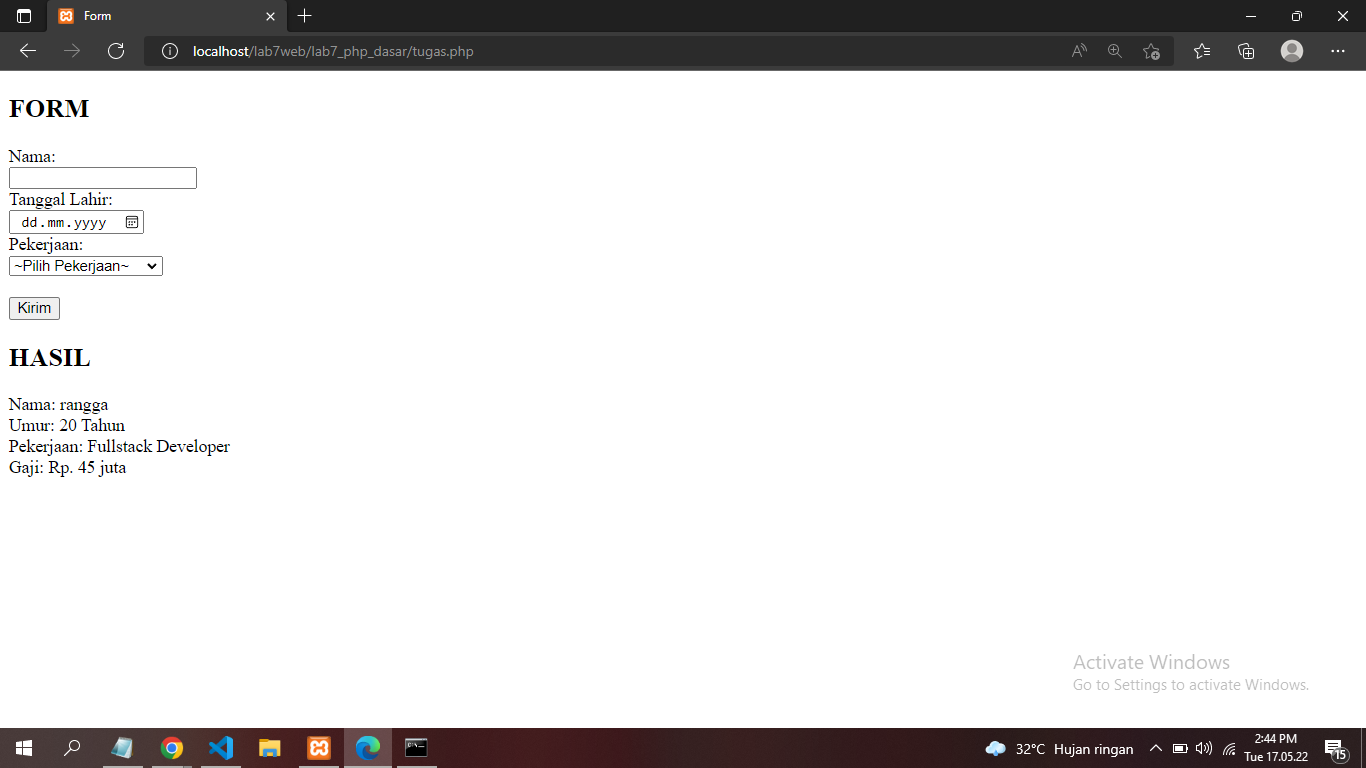 Form
localhost/lab7web/lab7_php_dasar/tugas.php
FORM
Nama:
Tanggal Lahir:
dd.mm.yyyy
Pekerjaan:
~Pilih Pekerjaan~
Kirim
HASIL
Nama: rangga
Umur: 20 Tahun
Pekerjaan: Fullstack Developer
Gaji: Rp. 45 juta
Activate Windows
Go to Settings to activate Windows.
32°C Hujan ringan
2:44 PM
Tue 17.05.22
15